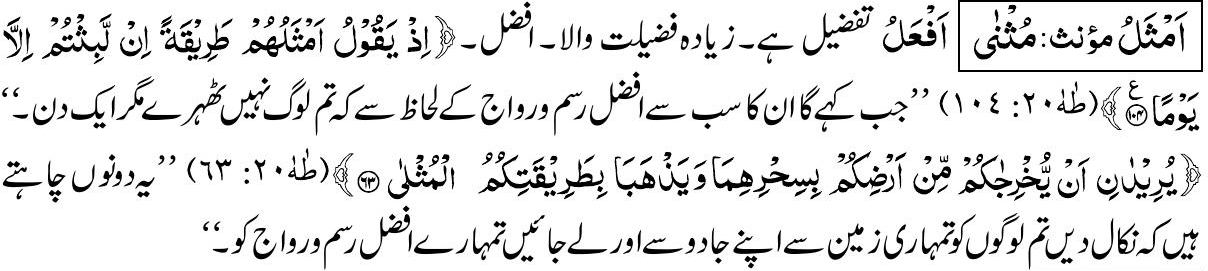 اَمْثَلُ مؤنث: مُثْنٰی اَفْعَلُ تفضیل ہے۔ زیادہ فضیلت والا۔ افضل۔ ﴿اِذْ یَقُوْلُ اَمْثَلُهُمْ طَرِیْقَةً اِنْ لَّبِثْتُمْ اِلَّا
یَوْمًا ۧ۝۱۰۴﴾ (طٰهٰ ۲۰: ۱۰۴) ’’جب کہے گا ان کا سب سے افضل رسم و رواج کے لحاظ سے کہ تم لوگ نہیں ٹھہرے مگر ایک دن۔‘‘
﴿یُرِیْدٰنِ اَنْ یُّخْرِجٰكُمْ مِّنْ اَرْضِكُمْ بِسِحْرِهِمَا وَیَذْهَبَا بِطَرِیْقَتِكُمُ الْمُثْلٰی ۝۶۳﴾ (طٰهٰ ۲۰: ۶۳) ’’یہ دونوں چاہتے
ہیں کہ نکال دیں تم لوگوں کو تمہاری زمین سے اپنے جادو سے اور لے جائیں تمہارے افضل رسم و رواج کو۔‘‘